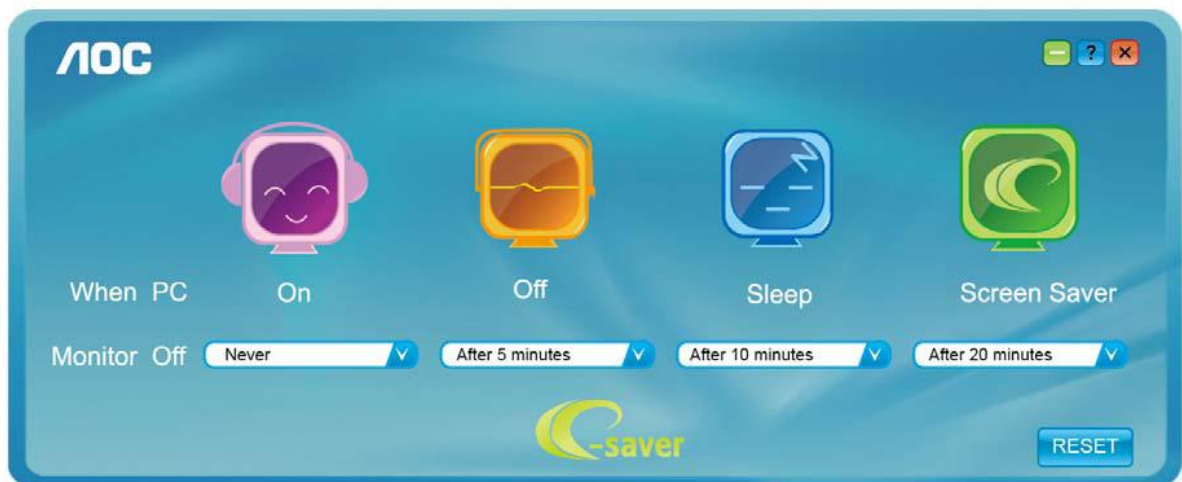 AOC
?
When PC On Off Sleep Screen Saver
Monitor Off Never After 5 minutes After 10 minutes After 20 minutes
e-saver
RESET